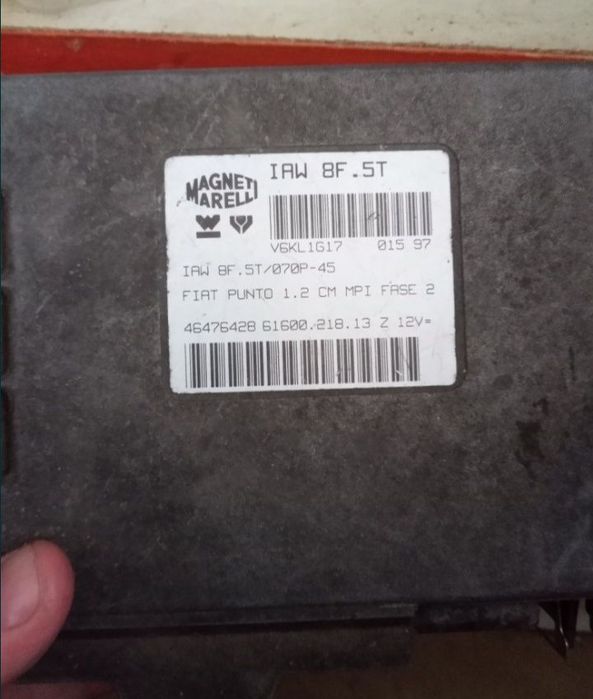 IAW 8F.5T
MAGNETI
MARELLI
V6KL1G17 015 97
IAW 8F.5T/070P-45
FIAT PUNTO 1.2 CM MPI FASE 2
46476428 61600.218.13 Z 12V=